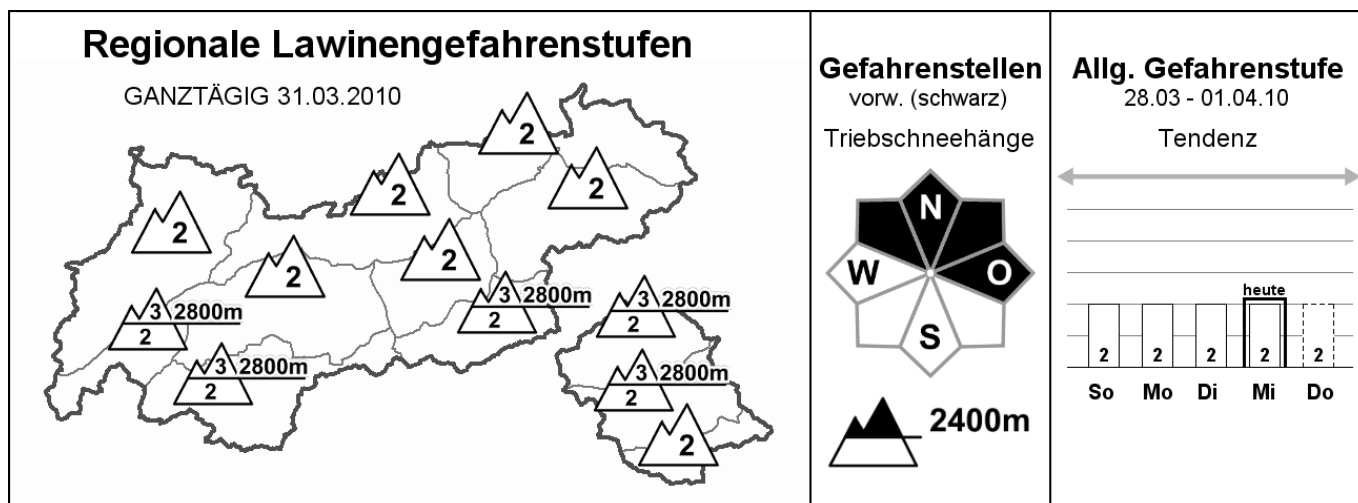 Regionale Lawinengefahrenstufen
GANZTÄGIG 31.03.2010
2
2
2
2
2
2
2
3 2800m
2
3 2800m
2
3 2800m
2
3 2800m
2
3 2800m
2
2
Gefahrenstellen
vorw. (schwarz)
Triebschneehänge
N
W
O
S
2400m
Allg. Gefahrenstufe
28.03 - 01.04.10
Tendenz
heute
2 2 2 2 2
So Mo Di Mi Do